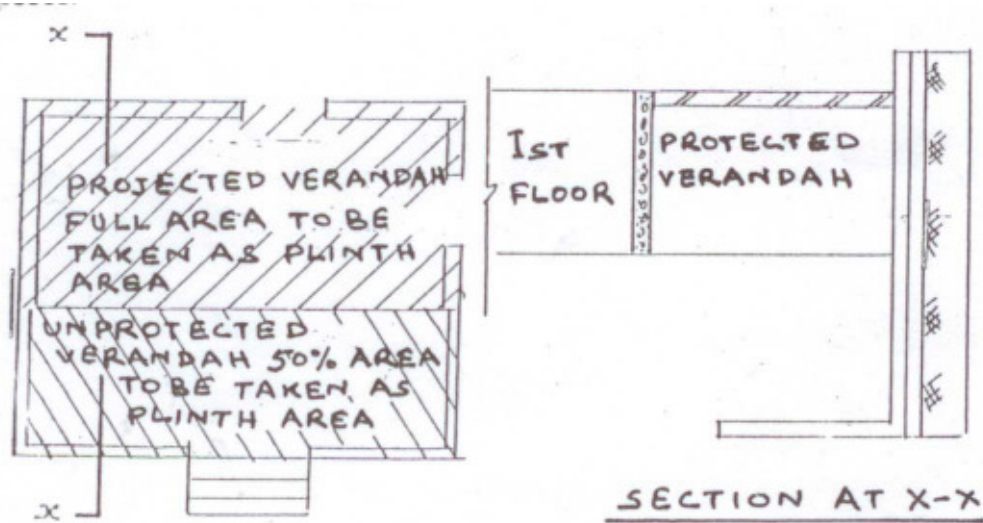 x
PROJECTED VERANDAH
FULL AREA TO BE
TAKEN AS PLINTH
AREA
UNPROTECTED
VERANDAH 50% AREA
TO BE TAKEN AS
PLINTH AREA
x
IST
FLOOR
PROTECTED
VERANDAH
SECTION AT X-X